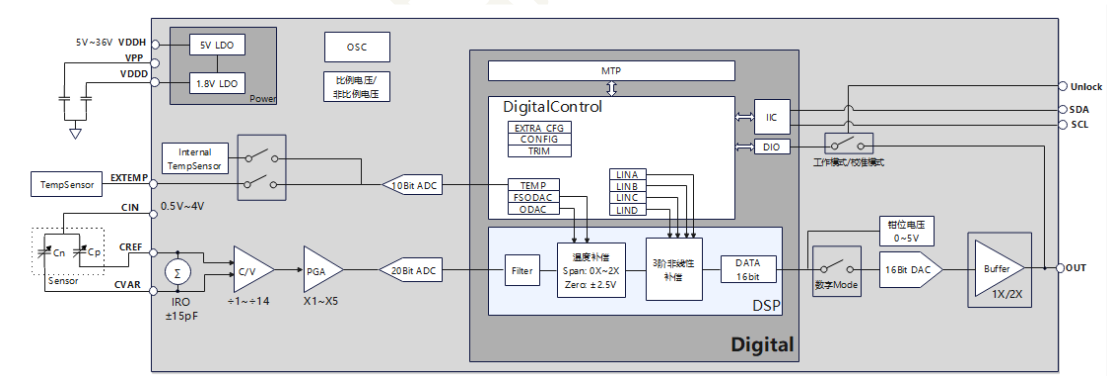 5V~36V VDDH
VPP
VDDD
5V LDO
1.8V LDO
Power
OSC
比例电压/
非比例电压
MTP
DigitalControl
EXTRA CFG
CONFIG
TRIM
IIC
DIO
Unlock
SDA
SCL
工作模式/校准模式
Internal
TempSensor
TempSensor
EXTEMP
0.5V~4V
10Bit ADC
TEMP
FSODAC
ODAC
LINA
LINB
LINC
LIND
CIN
CREF
CVAR
Cn
Cp
Sensor
Σ
IRO
±15pF
C/V
÷1~÷14
PGA
X1~X5
20Bit ADC
Filter
温度补偿
Span: 0X~2X
Zero: ±2.5V
3阶非线性
补偿
DATA
16bit
DSP
Digital
钳位电压
0~5V
数字Mode
16Bit DAC
Buffer
1X/2X
OUT